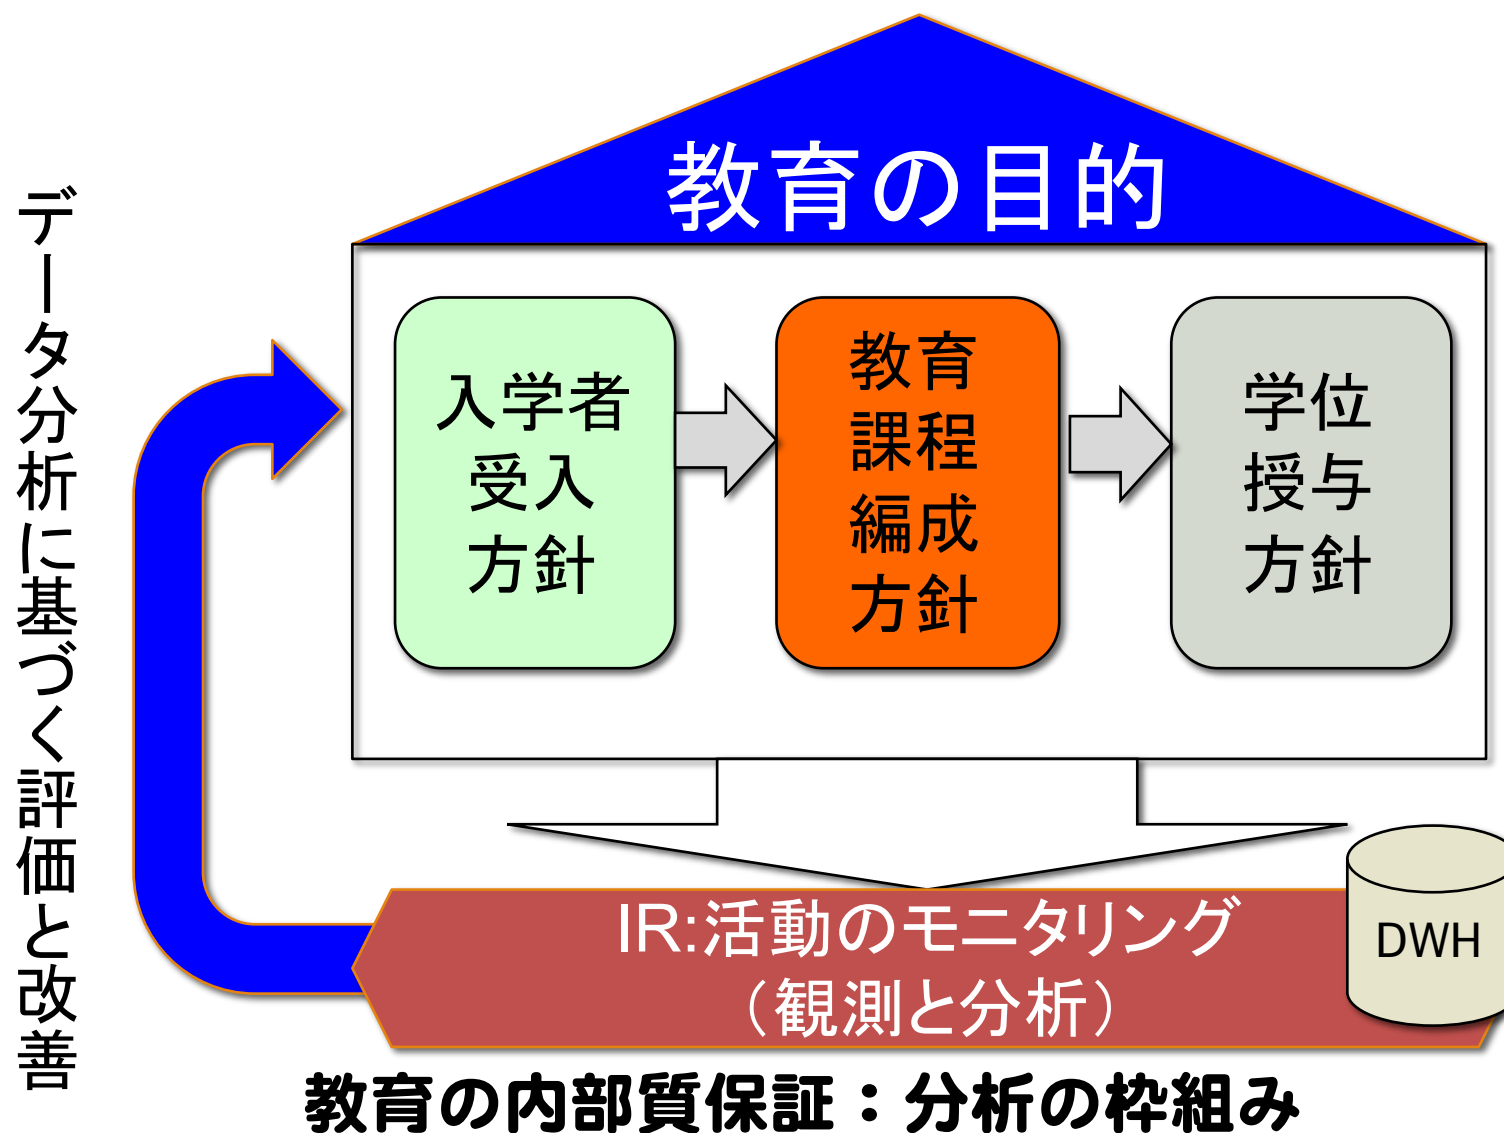 教育の目的
データ分析に基づく評価と改善
入学者
受入
方針
教育
課程
編成
方針
学位
授与
方針
IR:活動のモニタリング
（観測と分析）
DWH
教育の内部質保証：分析の枠組み